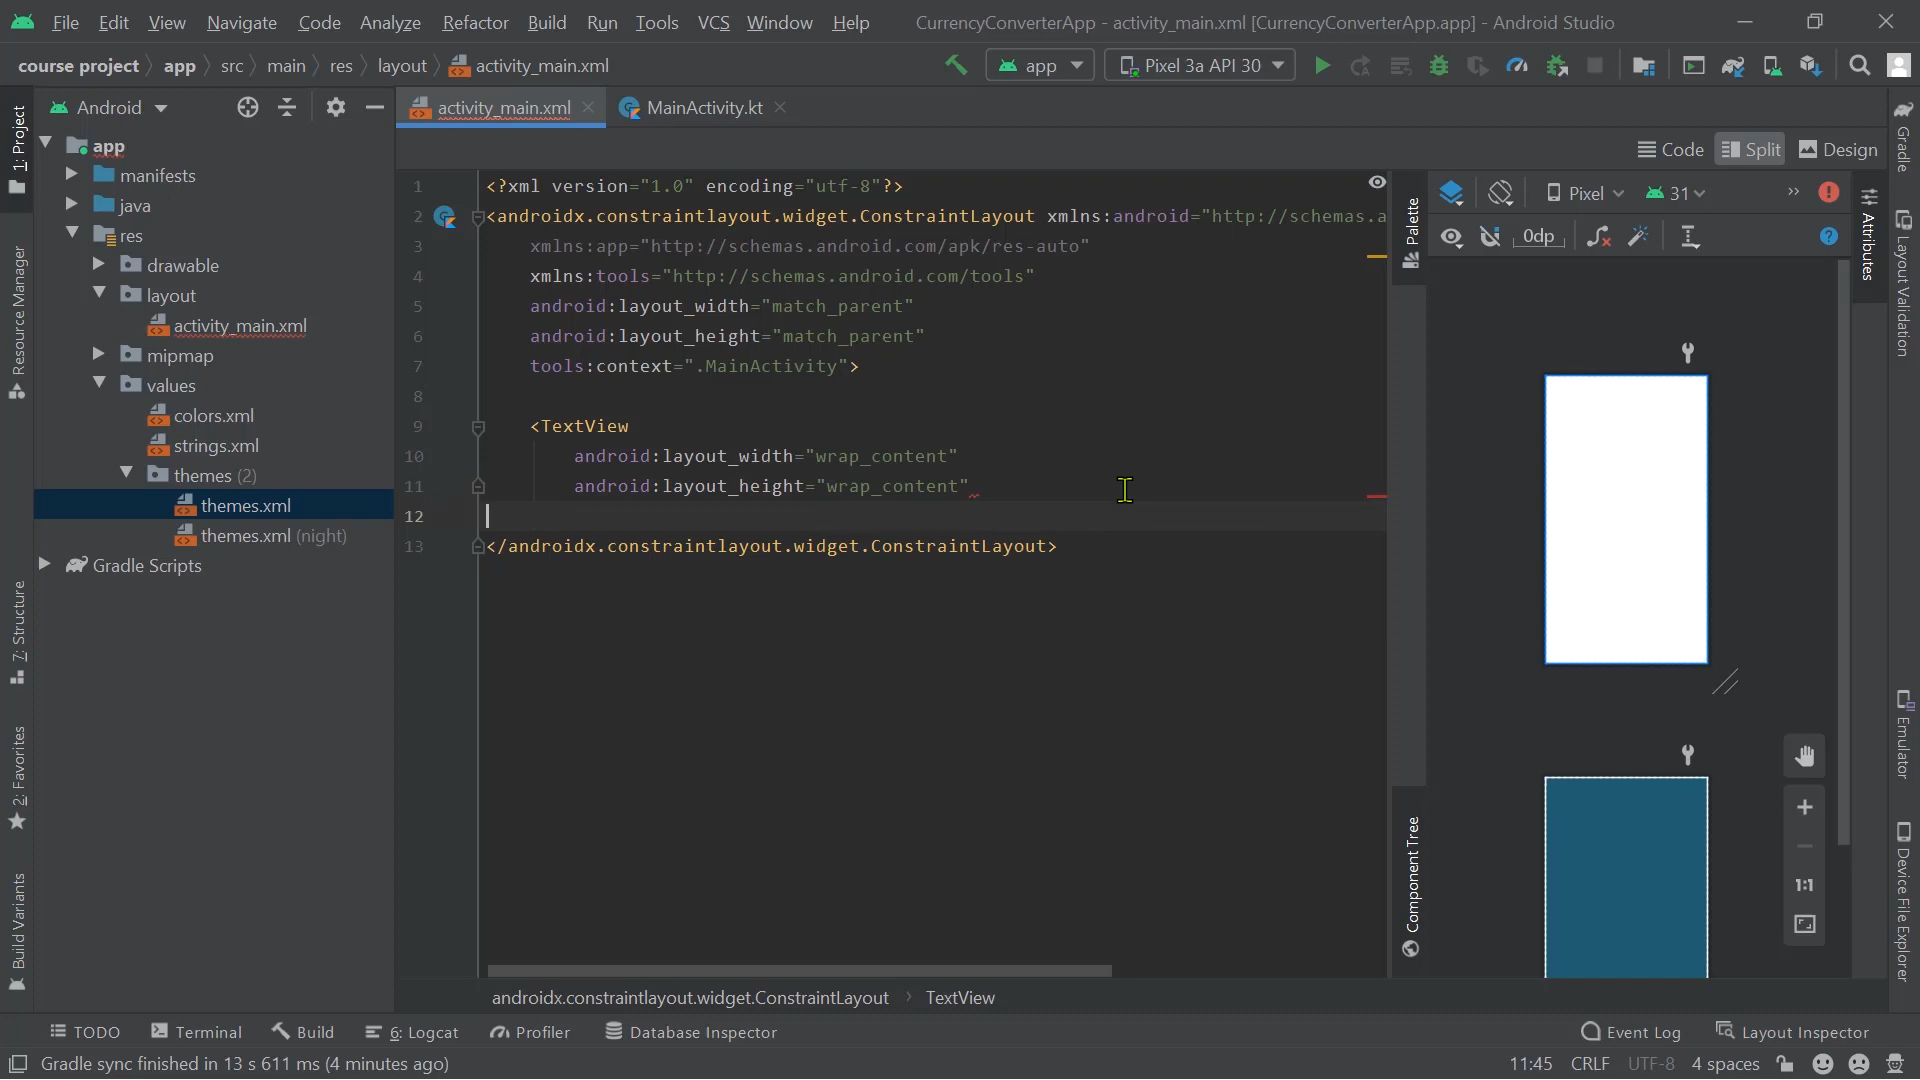 File Edit View Navigate Code Analyze Refactor Build Run Tools VCS Window Help CurrencyConverterApp - activity_main.xml [CurrencyConverterApp.app] - Android Studio
course project app src main res layout activity_main.xml app Pixel 3a API 30
1: Project
Resource Manager
7: Structure
2: Favorites
Build Variants
Android
app
manifests
java
res
drawable
layout
activity_main.xml
mipmap
values
colors.xml
strings.xml
themes (2)
themes.xml
themes.xml (night)
Gradle Scripts
activity_main.xml MainActivity.kt
Code Split Design
1 <?xml version="1.0" encoding="utf-8"?>
2 <androidx.constraintlayout.widget.ConstraintLayout xmlns:android="http://schemas.a
3 xmlns:app="http://schemas.android.com/apk/res-auto"
4 xmlns:tools="http://schemas.android.com/tools"
5 android:layout_width="match_parent"
6 android:layout_height="match_parent"
7 tools:context=".MainActivity">
8
9 <TextView
10 android:layout_width="wrap_content"
11 android:layout_height="wrap_content"
12
13 </androidx.constraintlayout.widget.ConstraintLayout>
androidx.constraintlayout.widget.ConstraintLayout TextView
Palette
Component Tree
Pixel 31
0dp
1:1
Attributes
Gradle
Layout Validation
Emulator
Device File Explorer
TODO Terminal Build 6: Logcat Profiler Database Inspector Event Log Layout Inspector
Gradle sync finished in 13 s 611 ms (4 minutes ago) 11:45 CRLF UTF-8 4 spaces